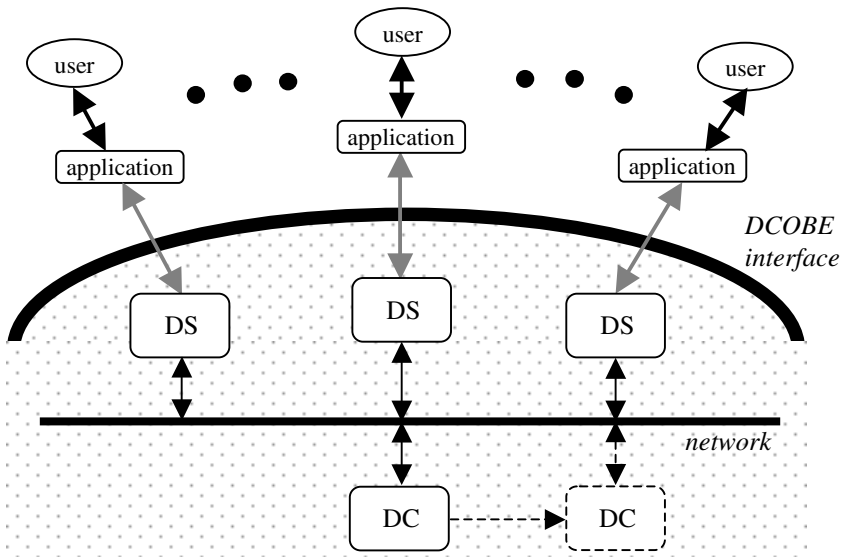 user
user
user
application
application
application
DCOBE
interface
DS
DS
DS
network
DC
DC